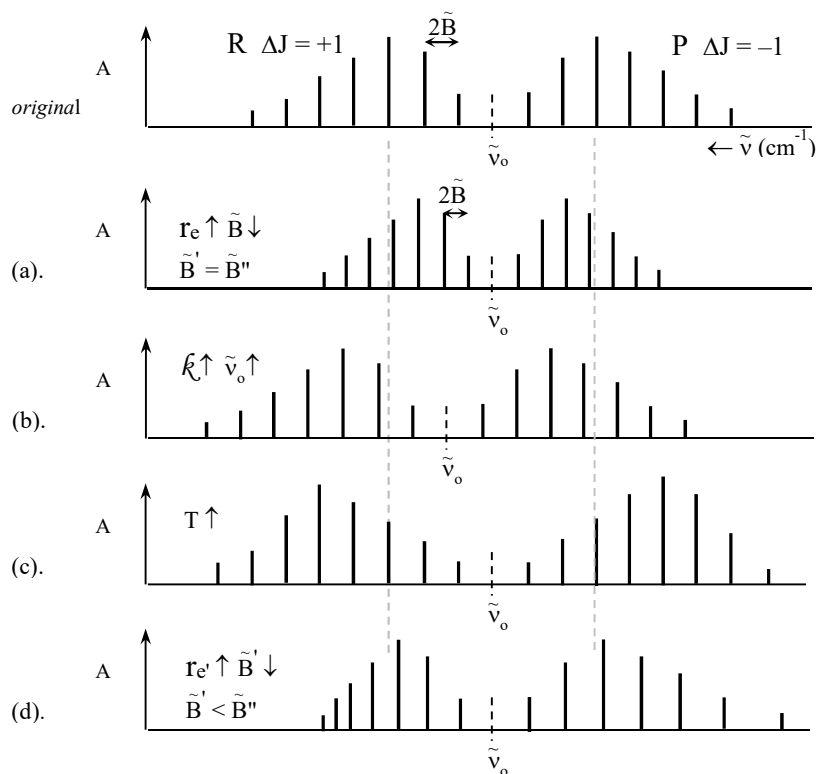 R ΔJ = +1 2B̃ P ΔJ = –1
A
original
ν̃ₒ ← ν̃ (cm⁻¹)
2B̃
A rₑ ↑ B̃ ↓
(a). B̃' = B̃"
ν̃ₒ
A k ↑ ν̃ₒ ↑
(b).
ν̃ₒ
A T ↑
(c).
ν̃ₒ
A rₑ' ↑ B̃' ↓
(d). B̃' < B̃"
ν̃ₒ